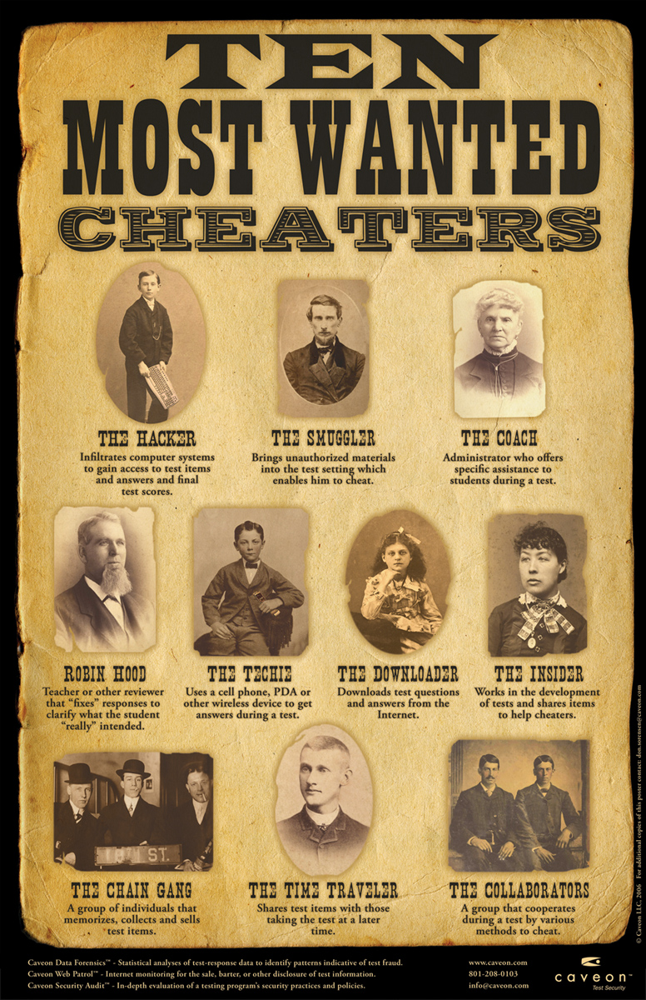 TEN
MOST WANTED
CHEATERS
THE HACKER
Infiltrates computer systems
to gain access to test items
and answers and final
test scores.
THE SMUGGLER
Brings unauthorized materials
into the test setting which
enables him to cheat.
THE COACH
Administrator who offers
specific assistance to
students during a test.
ROBIN HOOD
Teacher or other reviewer
that “fixes” responses to
clarify what the student
“really” intended.
THE TECHIE
Uses a cell phone, PDA or
other wireless device to get
answers during a test.
THE DOWNLOADER
Downloads test questions
and answers from the
Internet.
THE INSIDER
Works in the development
of tests and shares items
to help cheaters.
ST.
THE CHAIN GANG
A group of individuals that
memorizes, collects and sells
test items.
THE TIME TRAVELER
Shares test items with those
taking the test at a later
time.
THE COLLABORATORS
A group that cooperates
during a test by various
methods to cheat.
© Caveon LLC, 2006 For additional copies of this poster contact: don.sorensen@caveon.com
Caveon Data Forensics™ - Statistical analyses of test-response data to identify patterns indicative of test fraud.
Caveon Web Patrol™ - Internet monitoring for the sale, barter, or other disclosure of test information.
Caveon Security Audit™ - In-depth evaluation of a testing program’s security practices and policies.
www.caveon.com
801-208-0103
info@caveon.com
caveon™
Test Security